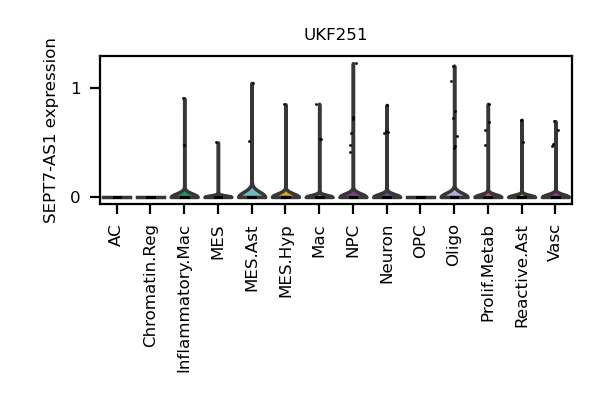 UKF251
SEPT7-AS1 expression
1
0
AC
Chromatin.Reg
Inflammatory.Mac
MES
MES.Ast
MES.Hyp
Mac
NPC
Neuron
OPC
Oligo
Prolif.Metab
Reactive.Ast
Vasc